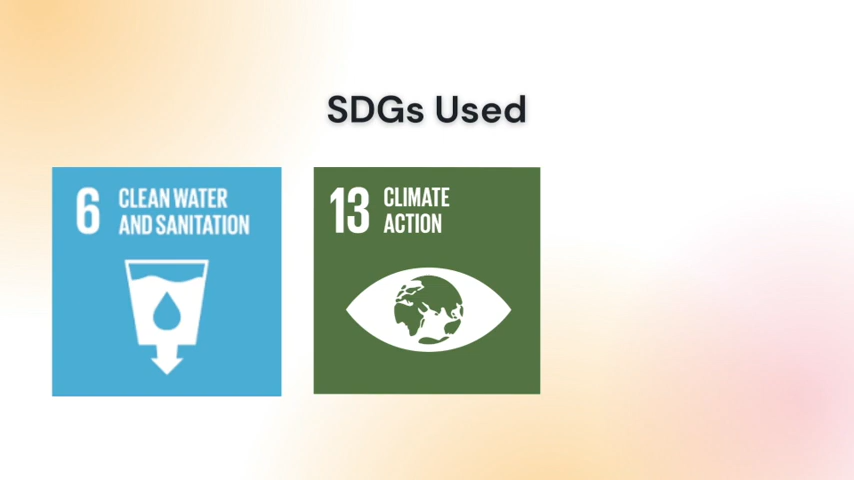 SDGs Used
6 CLEAN WATER
AND SANITATION
13 CLIMATE
ACTION